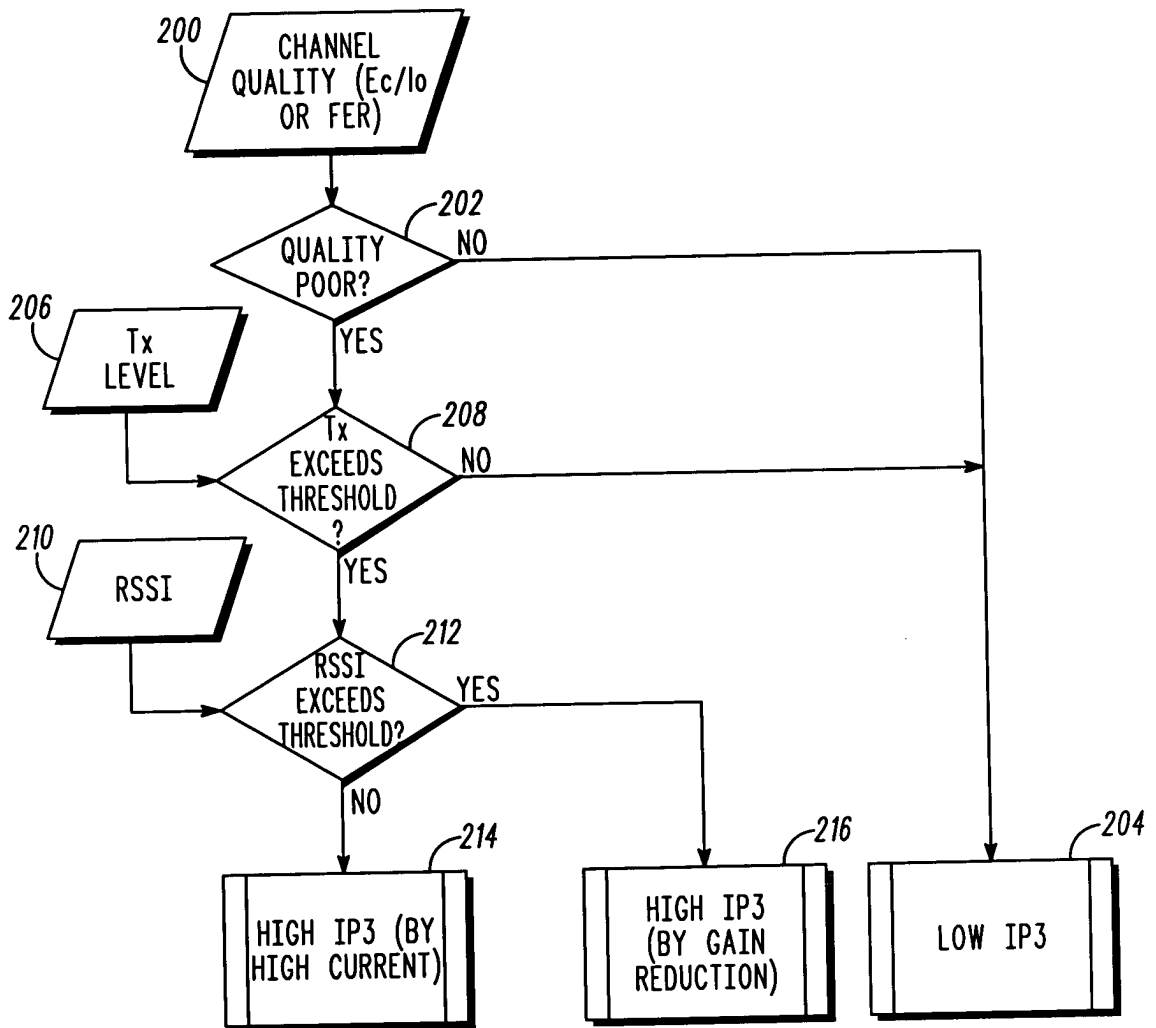 200
CHANNEL
QUALITY (Ec/Io
OR FER)
202
QUALITY
POOR?
NO
YES
206
Tx
LEVEL
208
Tx
EXCEEDS
THRESHOLD
?
NO
YES
210
RSSI
212
RSSI
EXCEEDS
THRESHOLD?
YES
NO
214
HIGH IP3 (BY
HIGH CURRENT)
216
HIGH IP3
(BY GAIN
REDUCTION)
204
LOW IP3